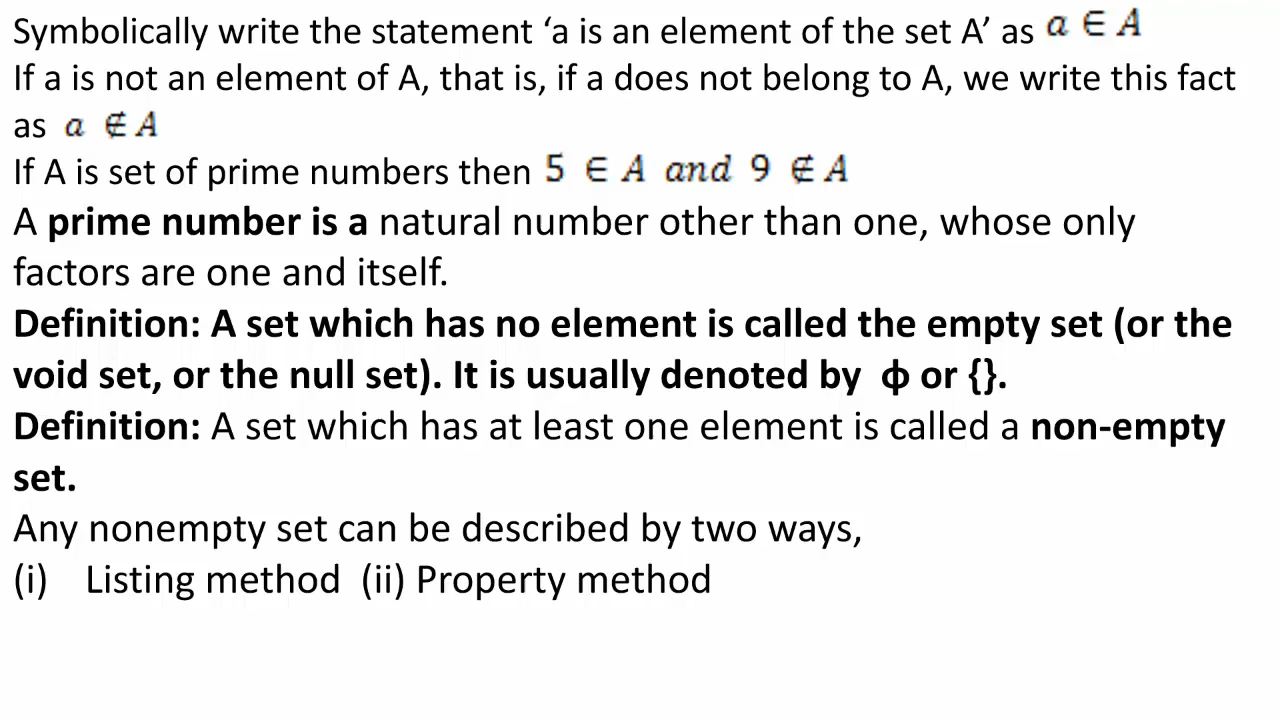 Symbolically write the statement ‘a is an element of the set A’ as a ∈ A
If a is not an element of A, that is, if a does not belong to A, we write this fact
as a ∉ A
If A is set of prime numbers then 5 ∈ A and 9 ∉ A
A prime number is a natural number other than one, whose only
factors are one and itself.
Definition: A set which has no element is called the empty set (or the
void set, or the null set). It is usually denoted by ф or {}.
Definition: A set which has at least one element is called a non-empty
set.
Any nonempty set can be described by two ways,
(i) Listing method (ii) Property method